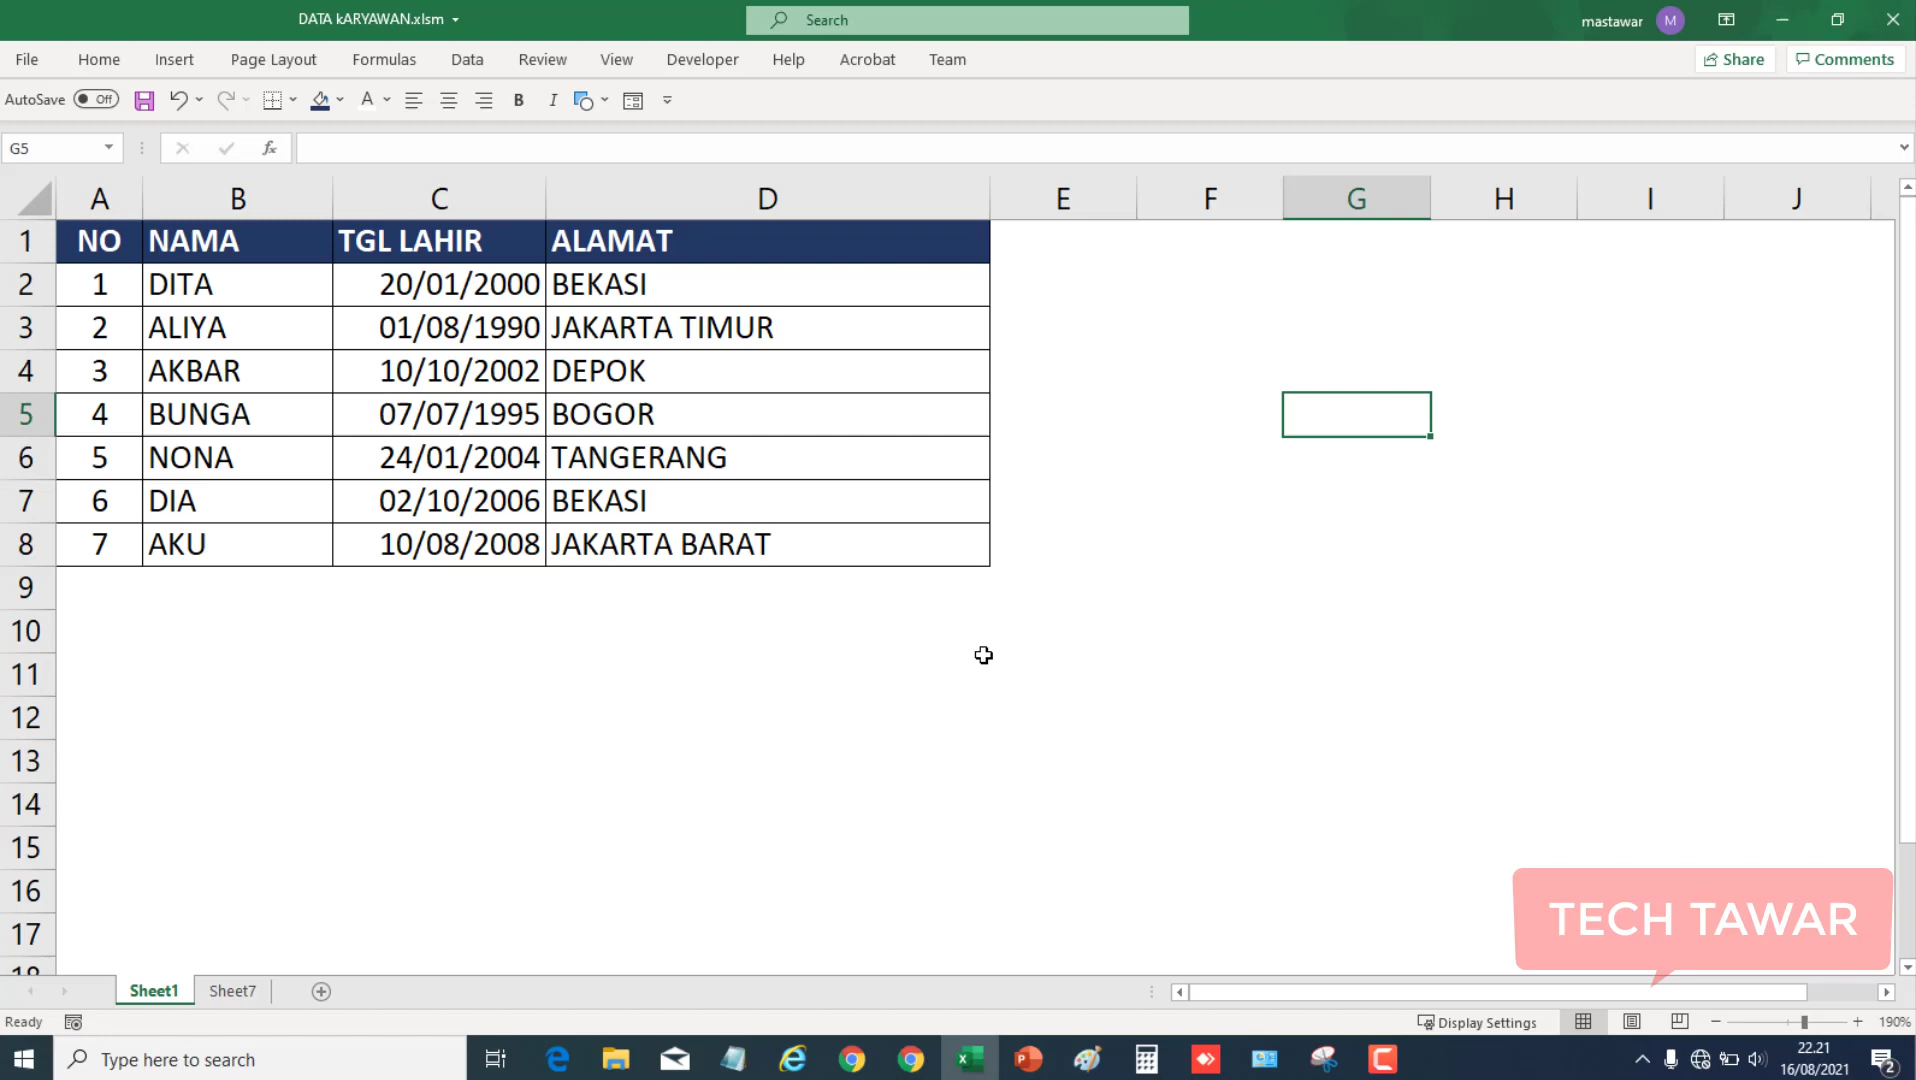 DATA kARYAWAN.xlsm
Search
mastawar
M
File Home Insert Page Layout Formulas Data Review View Developer Help Acrobat Team
Share
Comments
AutoSave Off
A
B I
G5
fx
A B C D E F G H I J
1 NO NAMA TGL LAHIR ALAMAT
2 1 DITA 20/01/2000 BEKASI
3 2 ALIYA 01/08/1990 JAKARTA TIMUR
4 3 AKBAR 10/10/2002 DEPOK
5 4 BUNGA 07/07/1995 BOGOR
6 5 NONA 24/01/2004 TANGERANG
7 6 DIA 02/10/2006 BEKASI
8 7 AKU 10/08/2008 JAKARTA BARAT
9
10
11
12
13
14
15
16
17
18
TECH TAWAR
Sheet1 Sheet7
Ready
Display Settings
190%
Type here to search
22.21
16/08/2021
2